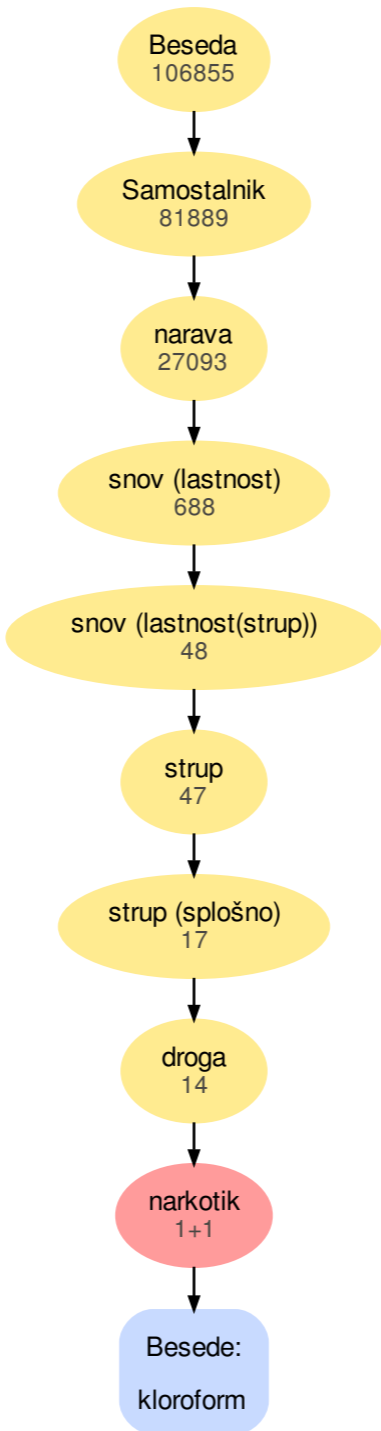 Beseda
106855
Samostalnik
81889
narava
27093
snov (lastnost)
688
snov (lastnost(strup))
48
strup
47
strup (splošno)
17
droga
14
narkotik
1+1
Besede:
kloroform